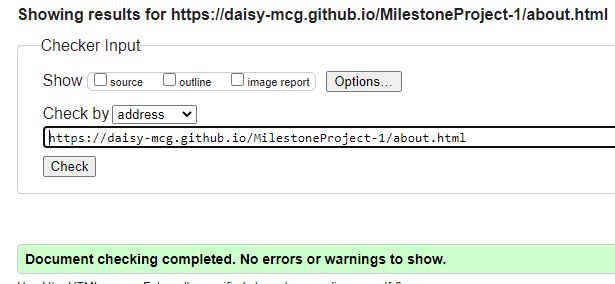 Showing results for https://daisy-mcg.github.io/MilestoneProject-1/about.html
Checker Input
Show source outline image report Options...
Check by address
https://daisy-mcg.github.io/MilestoneProject-1/about.html
Check
Document checking completed. No errors or warnings to show.